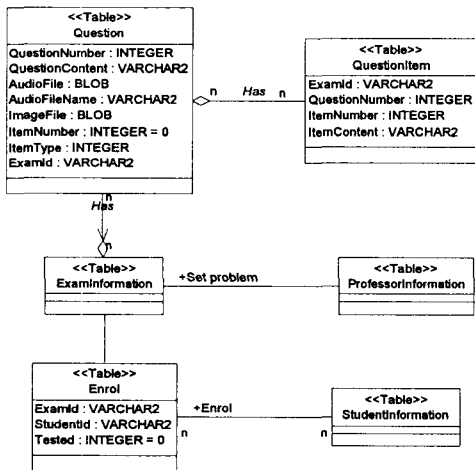 <<Table>>
Question
QuestionNumber : INTEGER
QuestionContent : VARCHAR2
AudioFile : BLOB
AudioFileName : VARCHAR2
ImageFile : BLOB
ItemNumber : INTEGER = 0
ItemType : INTEGER
ExamId : VARCHAR2
n Has n
<<Table>>
QuestionItem
ExamId : VARCHAR2
QuestionNumber : INTEGER
ItemNumber : INTEGER
ItemContent : VARCHAR2
n
Has
n
<<Table>>
ExamInformation
+Set problem
<<Table>>
ProfessorInformation
<<Table>>
Enrol
ExamId : VARCHAR2
StudentId : VARCHAR2
Tested : INTEGER = 0
+Enrol
n n
<<Table>>
StudentInformation